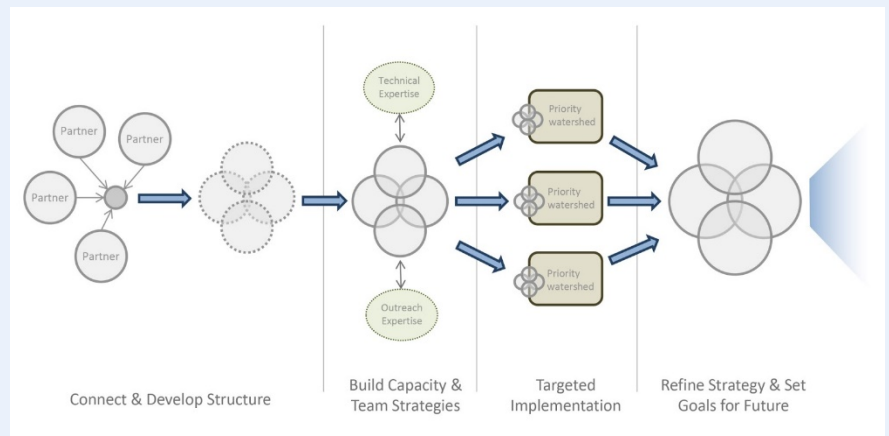 Partner
Partner
Partner
Partner
Technical
Expertise
Outreach
Expertise
Priority
watershed
Priority
watershed
Priority
watershed
Connect & Develop Structure
Build Capacity &
Team Strategies
Targeted
Implementation
Refine Strategy & Set
Goals for Future